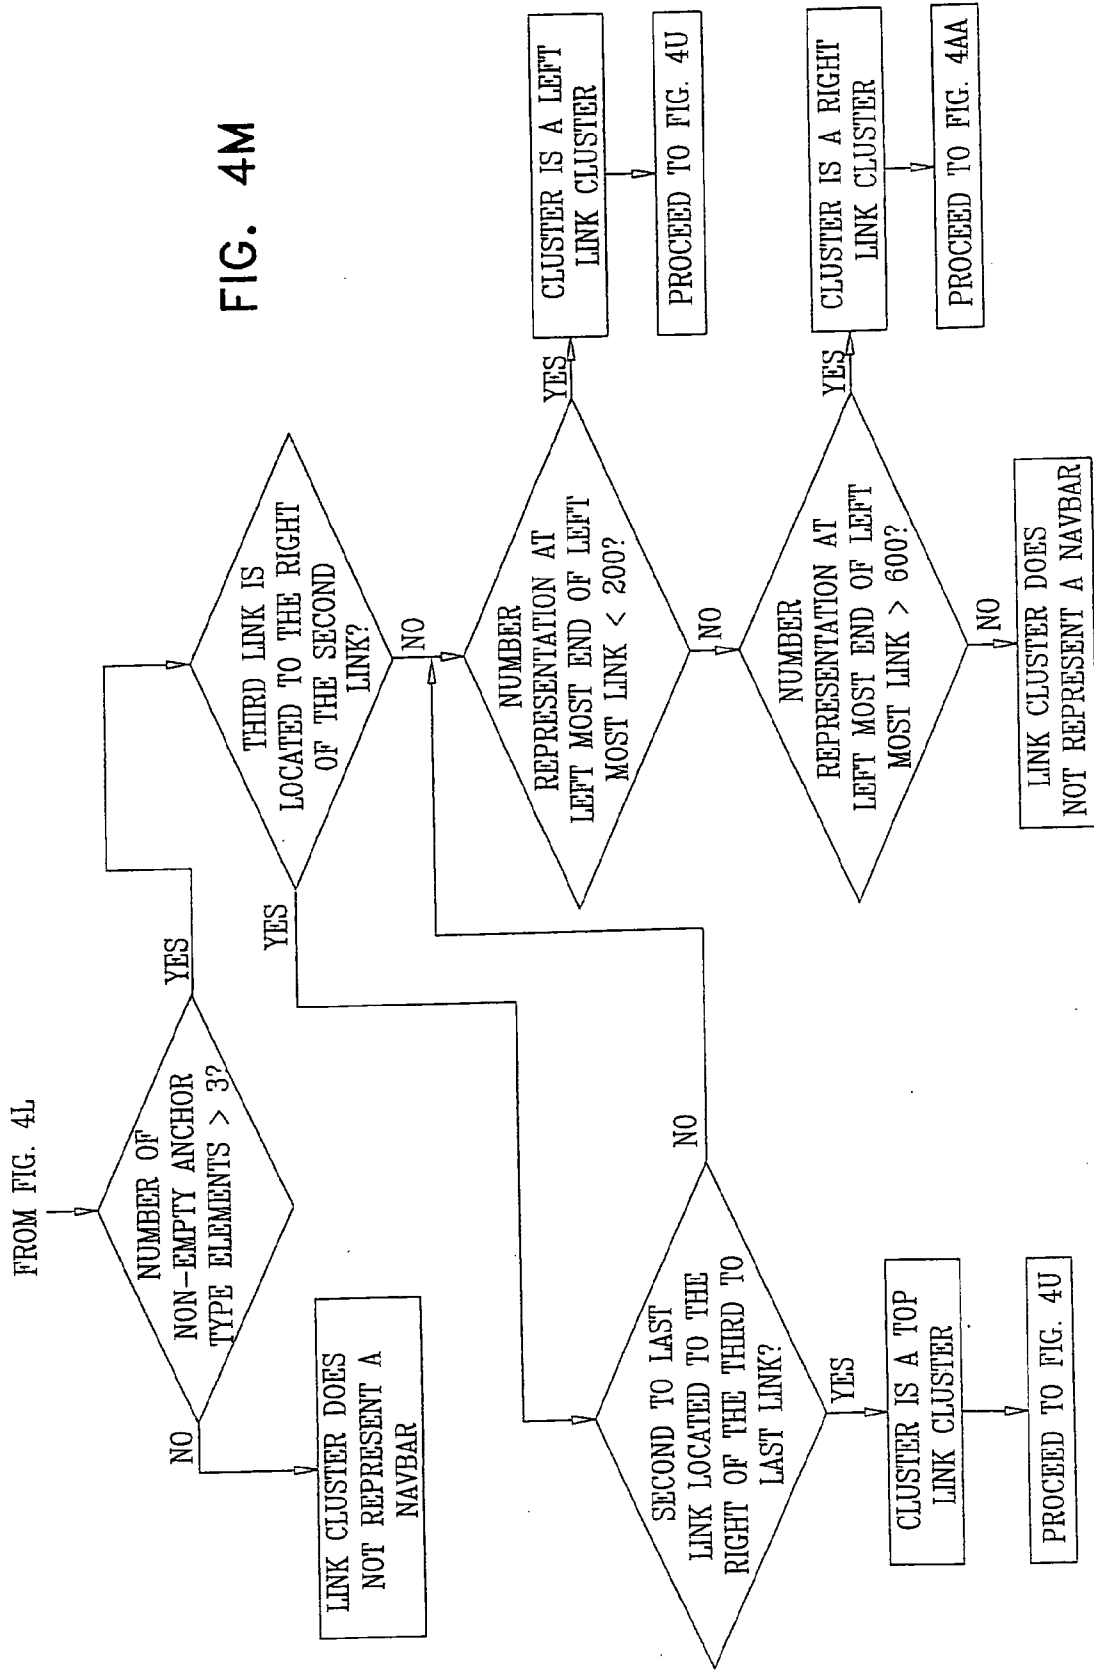 FIG. 4M
FROM FIG. 4L
NUMBER OF
NON-EMPTY ANCHOR
TYPE ELEMENTS > 3?
NO
YES
LINK CLUSTER DOES
NOT REPRESENT A
NAVBAR
THIRD LINK IS
LOCATED TO THE RIGHT
OF THE SECOND
LINK?
YES
NO
SECOND TO LAST
LINK LOCATED TO THE
RIGHT OF THE THIRD TO
LAST LINK?
NO
YES
CLUSTER IS A TOP
LINK CLUSTER
PROCEED TO FIG. 4U
NUMBER
REPRESENTATION AT
LEFT MOST END OF LEFT
MOST LINK < 200?
YES
NO
CLUSTER IS A LEFT
LINK CLUSTER
PROCEED TO FIG. 4U
NUMBER
REPRESENTATION AT
LEFT MOST END OF LEFT
MOST LINK > 600?
YES
NO
CLUSTER IS A RIGHT
LINK CLUSTER
PROCEED TO FIG. 4AA
LINK CLUSTER DOES
NOT REPRESENT A NAVBAR